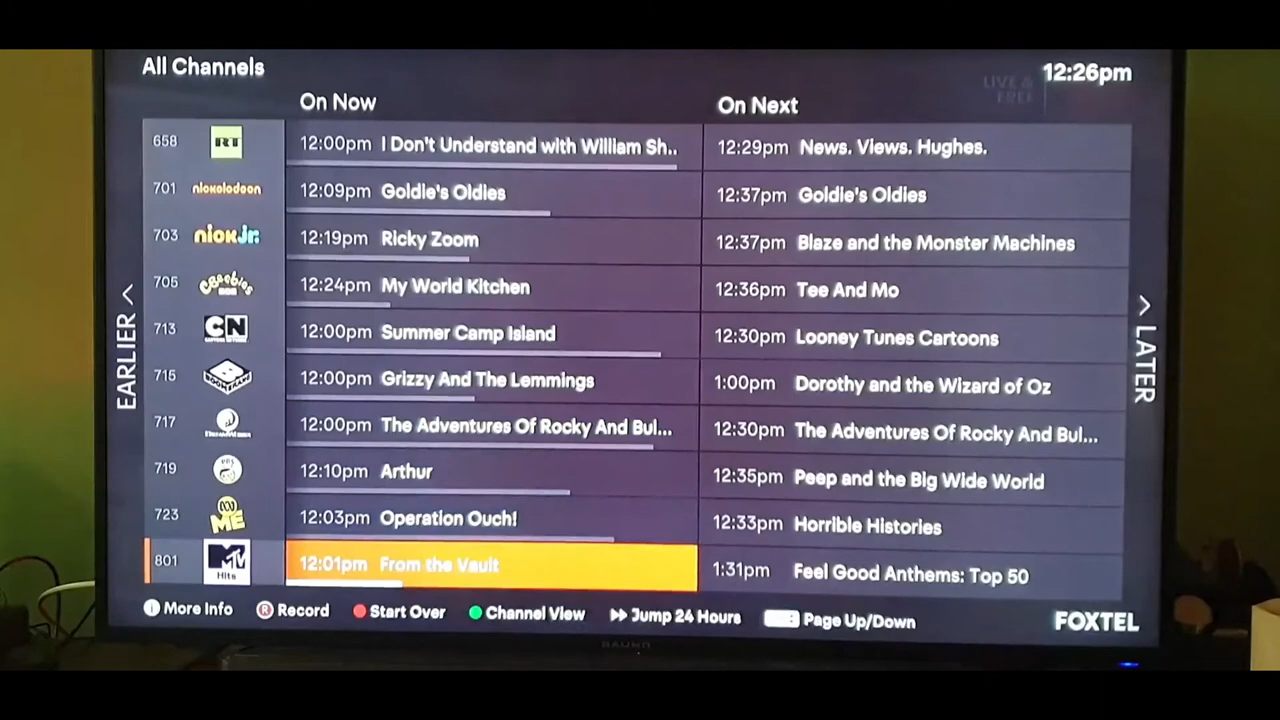 All Channels
12:26pm
LIVE &
FREE
On Now
On Next
658 RT 12:00pm I Don't Understand with William Sh.. 12:29pm News. Views. Hughes.
701 nickelodeon 12:09pm Goldie's Oldies 12:37pm Goldie's Oldies
703 nick jr. 12:19pm Ricky Zoom 12:37pm Blaze and the Monster Machines
705 CBeebies 12:24pm My World Kitchen 12:36pm Tee And Mo
713 CN 12:00pm Summer Camp Island 12:30pm Looney Tunes Cartoons
715 BOOMERANG 12:00pm Grizzy And The Lemmings 1:00pm Dorothy and the Wizard of Oz
717 12:00pm The Adventures Of Rocky And Bul... 12:30pm The Adventures Of Rocky And Bul...
719 12:10pm Arthur 12:35pm Peep and the Big Wide World
723 ME 12:03pm Operation Ouch! 12:33pm Horrible Histories
801 MTV Hits 12:01pm From the Vault 1:31pm Feel Good Anthems: Top 50
EARLIER
LATER
i More Info R Record Start Over Channel View Jump 24 Hours Page Up/Down FOXTEL